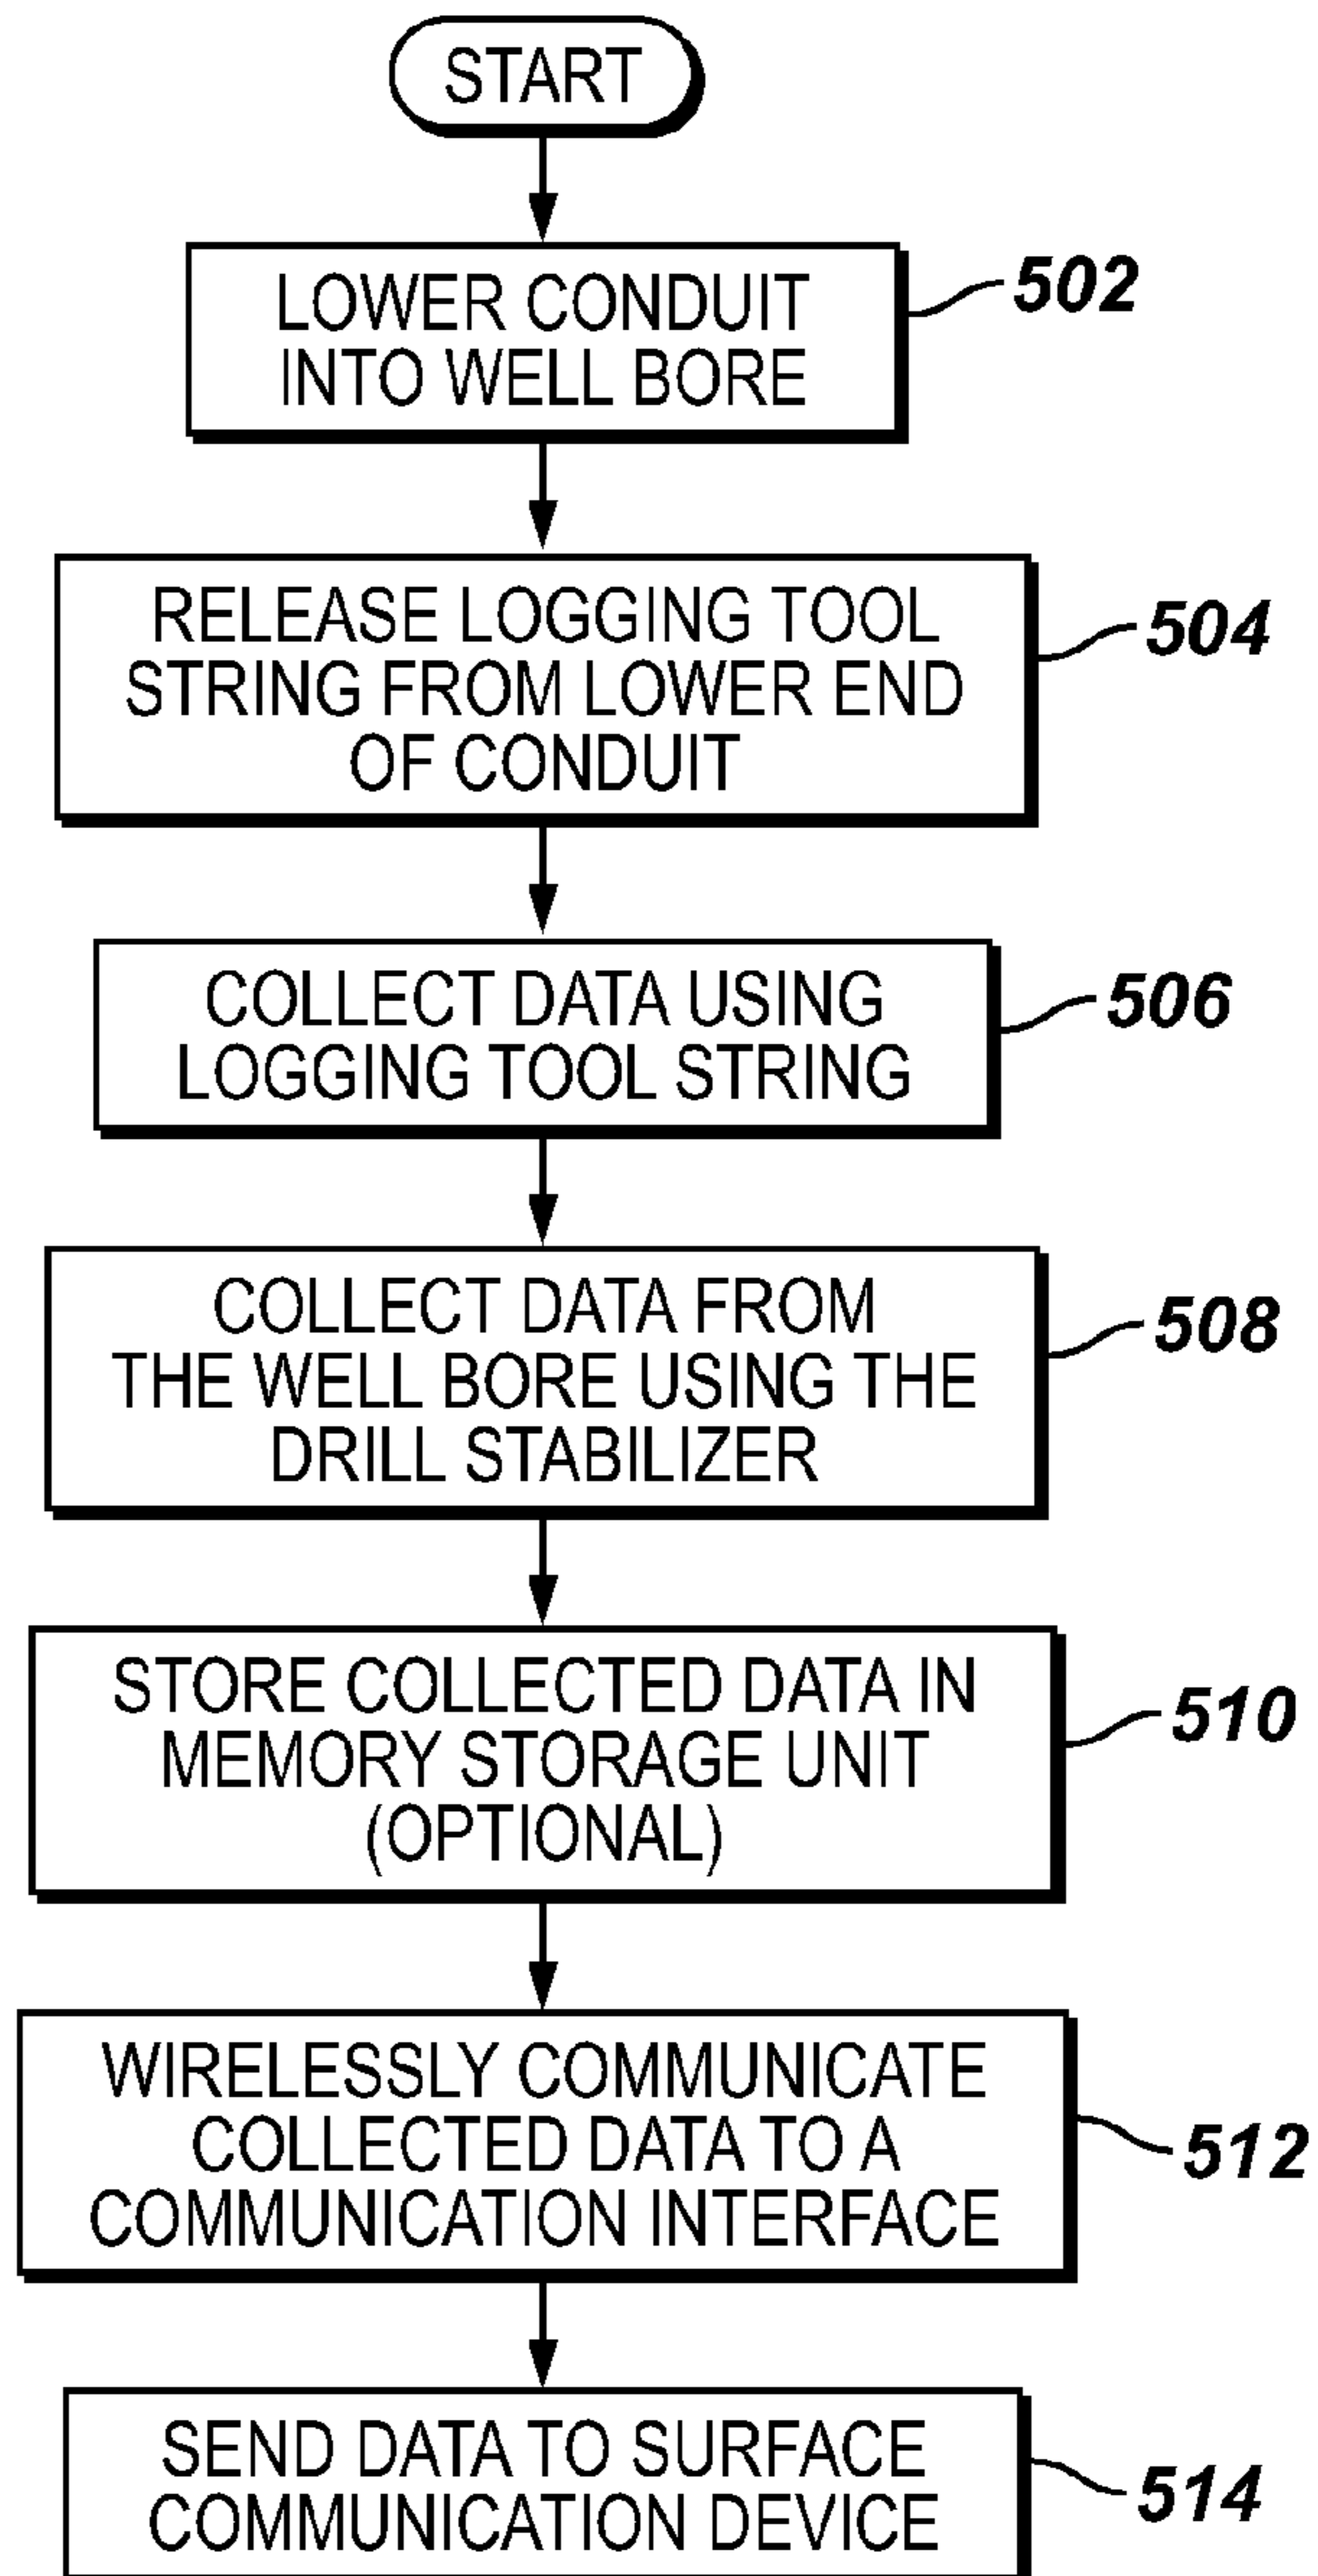 START
LOWER CONDUIT
INTO WELL BORE
502
RELEASE LOGGING TOOL
STRING FROM LOWER END
OF CONDUIT
504
COLLECT DATA USING
LOGGING TOOL STRING
506
COLLECT DATA FROM
THE WELL BORE USING THE
DRILL STABILIZER
508
STORE COLLECTED DATA IN
MEMORY STORAGE UNIT
(OPTIONAL)
510
WIRELESSLY COMMUNICATE
COLLECTED DATA TO A
COMMUNICATION INTERFACE
512
SEND DATA TO SURFACE
COMMUNICATION DEVICE
514